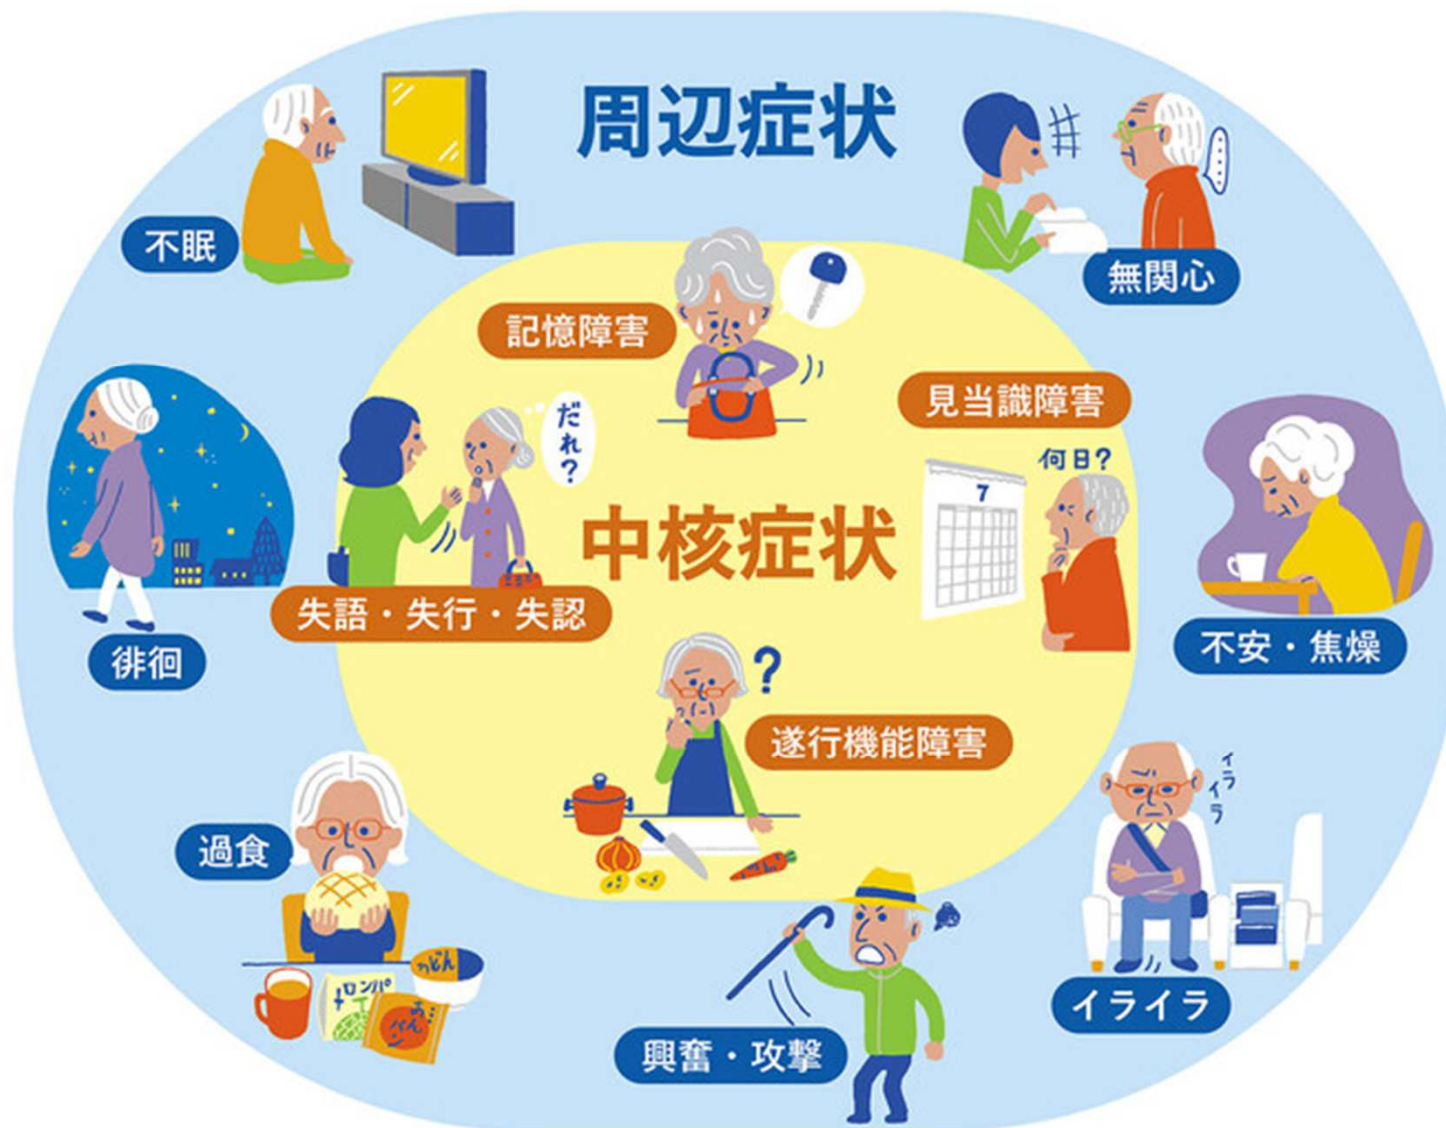 周辺症状
不眠
無関心
記憶障害
見当識障害
だれ?
何日?
7
中核症状
失語・失行・失認
徘徊
不安・焦燥
遂行機能障害
?
イライラ
過食
うどん
メロンパ
あん
パン
イライラ
興奮・攻撃